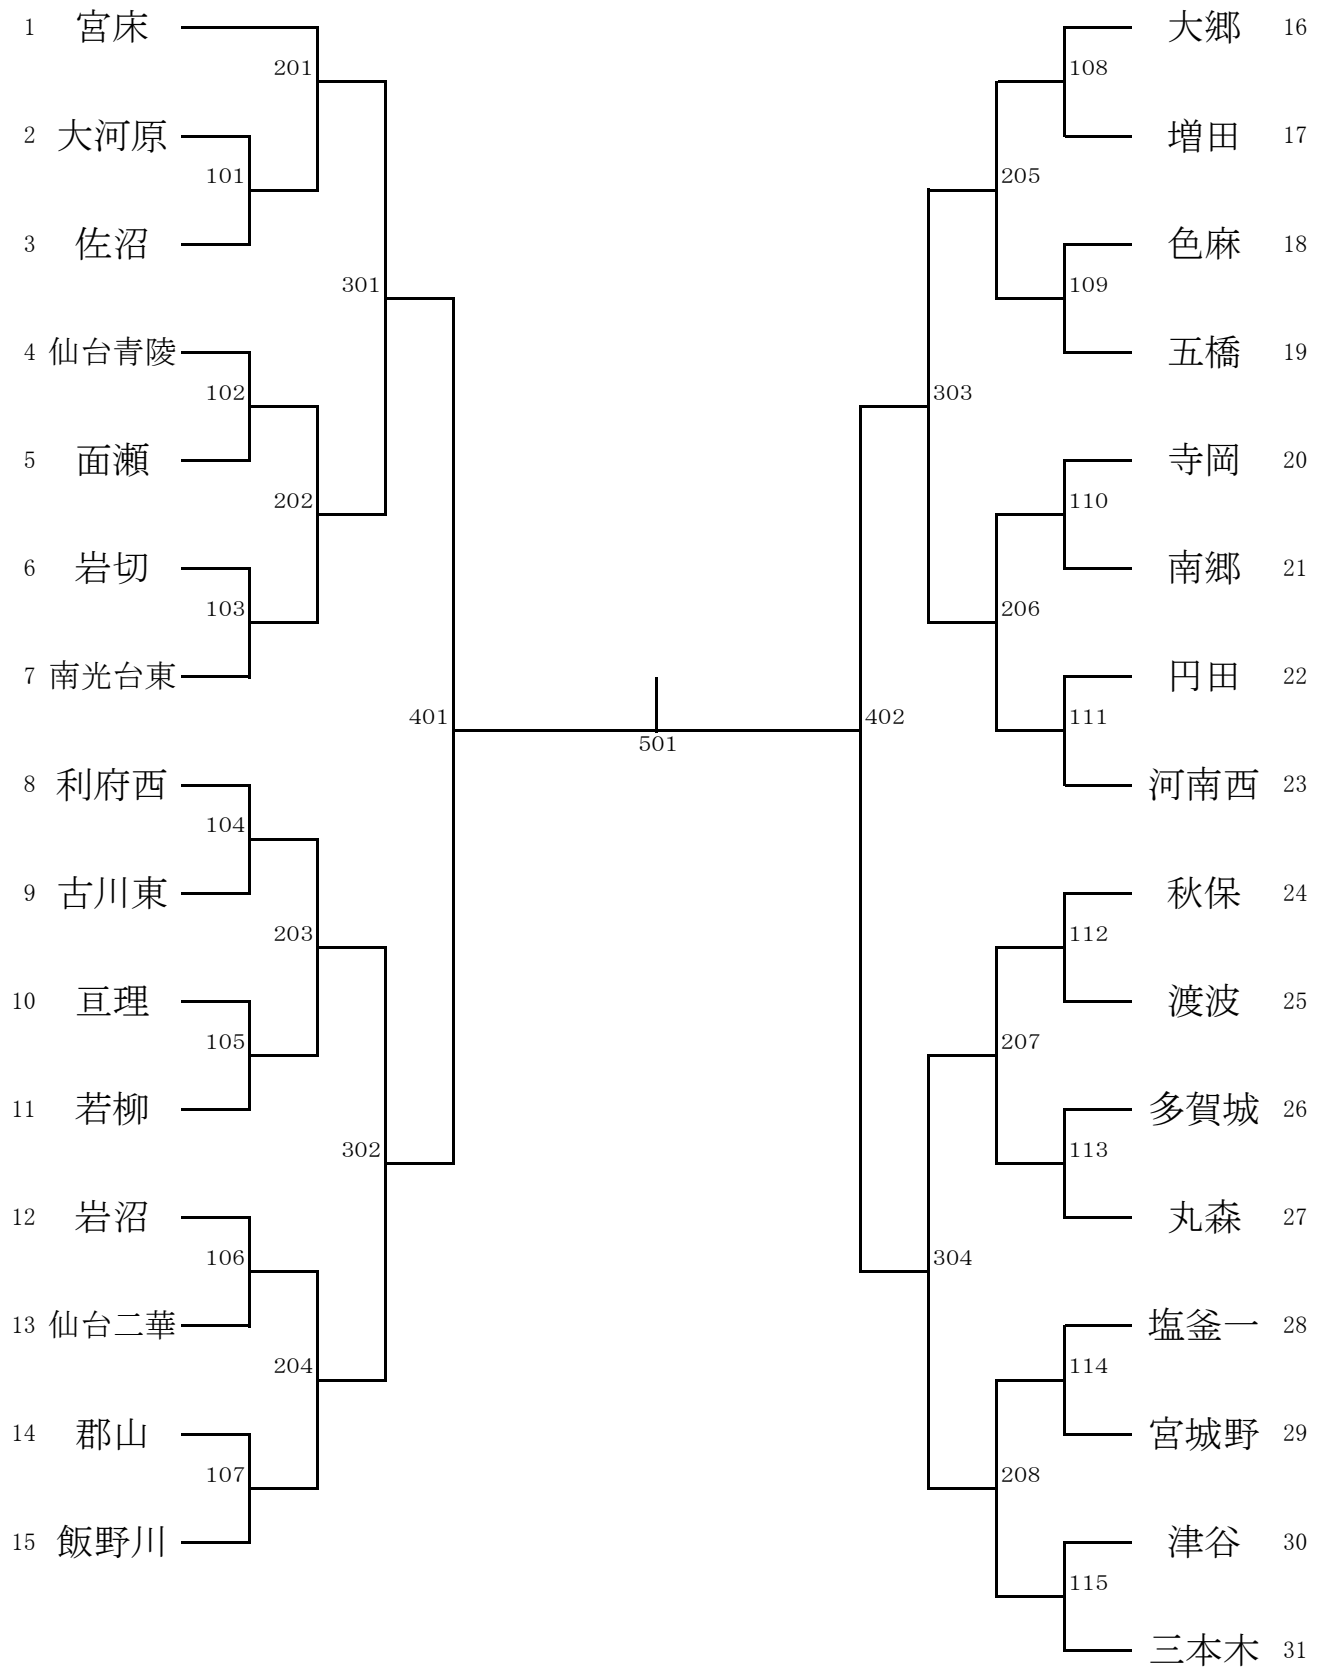 1 宮床
201
2 大河原
101
3 佐沼
301
4 仙台青陵
102
5 面瀬
202
6 岩切
103
7 南光台東
401
8 利府西
104
9 古川東
203
10 亘理
105
11 若柳
302
12 岩沼
106
13 仙台二華
204
14 郡山
107
15 飯野川
501
大郷 16
108
増田 17
205
色麻 18
109
五橋 19
303
寺岡 20
110
南郷 21
206
円田 22
402
111
河南西 23
秋保 24
112
渡波 25
207
多賀城 26
113
丸森 27
304
塩釜一 28
114
宮城野 29
208
津谷 30
115
三本木 31